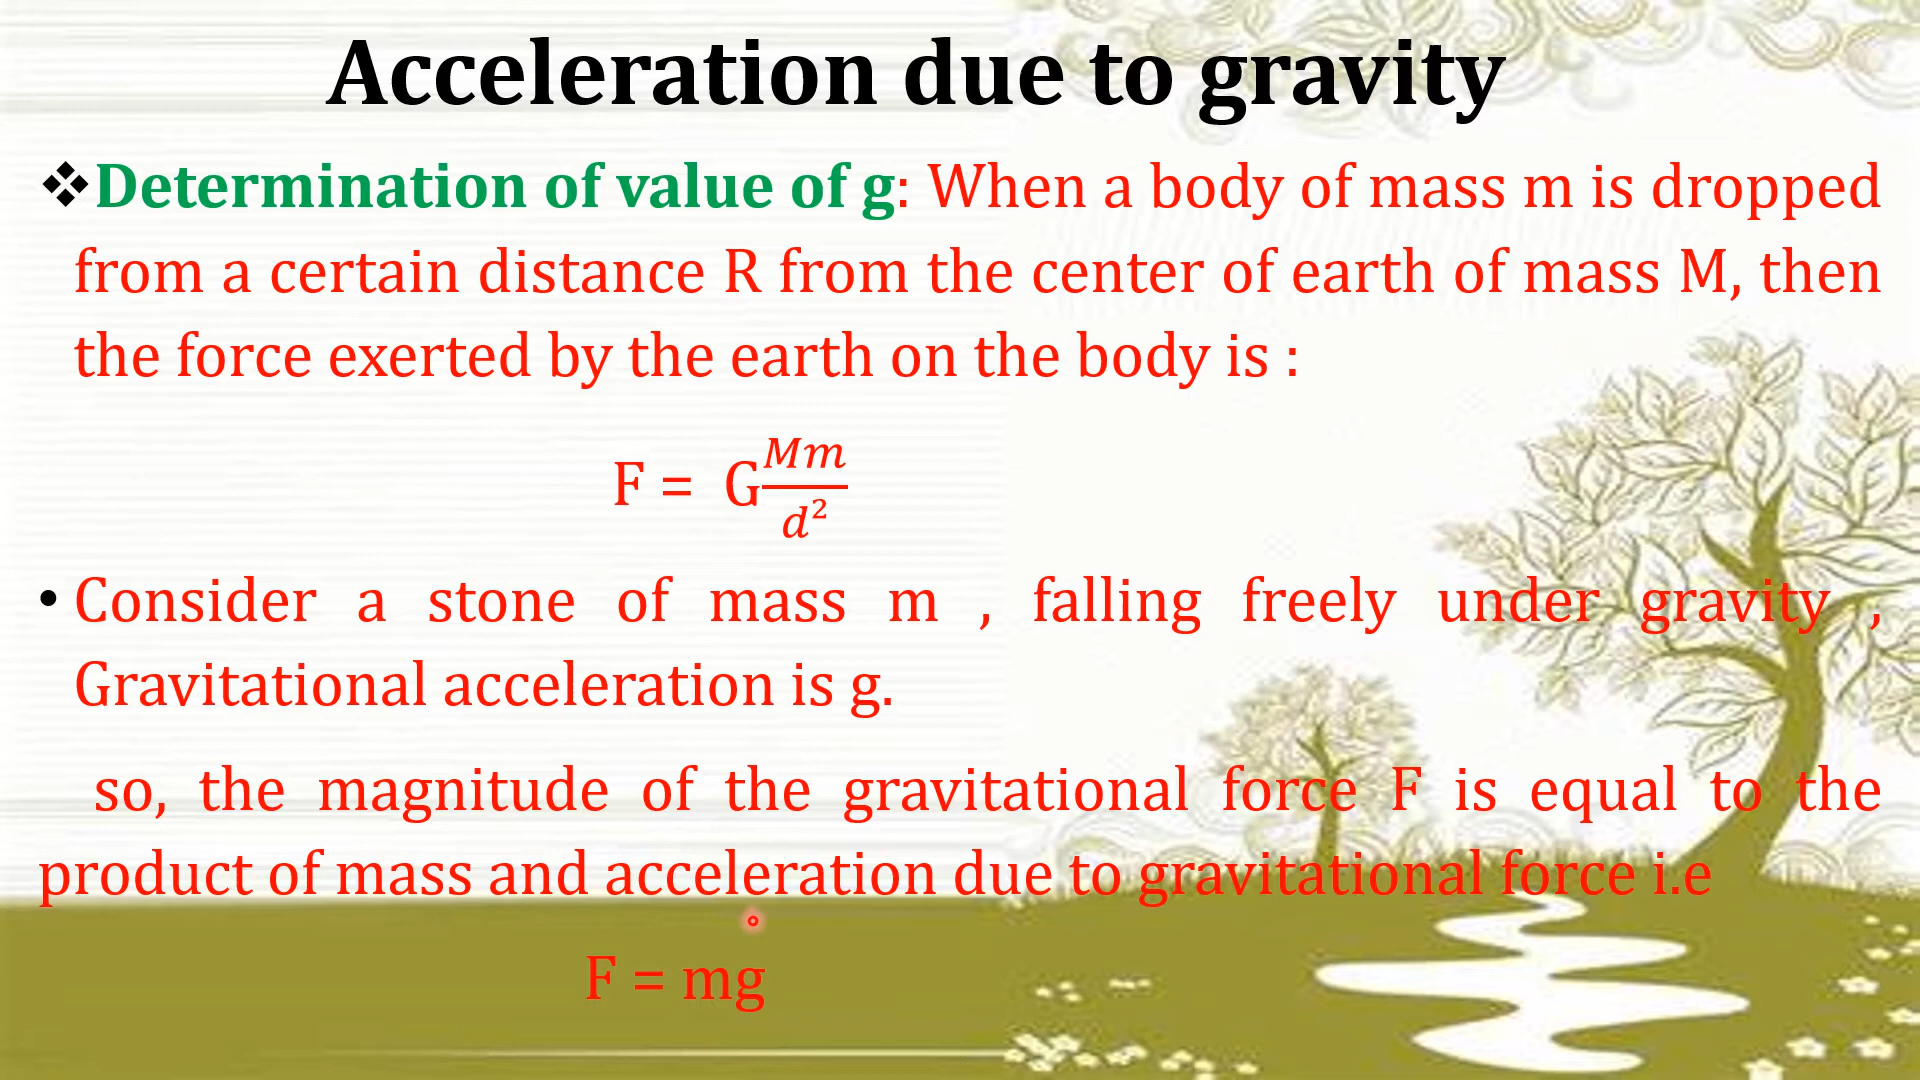 Acceleration due to gravity
❖Determination of value of g: When a body of mass m is dropped
from a certain distance R from the center of earth of mass M, then
the force exerted by the earth on the body is :
F = G\frac{Mm}{d^2}
• Consider a stone of mass m , falling freely under gravity ,
Gravitational acceleration is g.
so, the magnitude of the gravitational force F is equal to the
product of mass and acceleration due to gravitational force i.e
F = mg